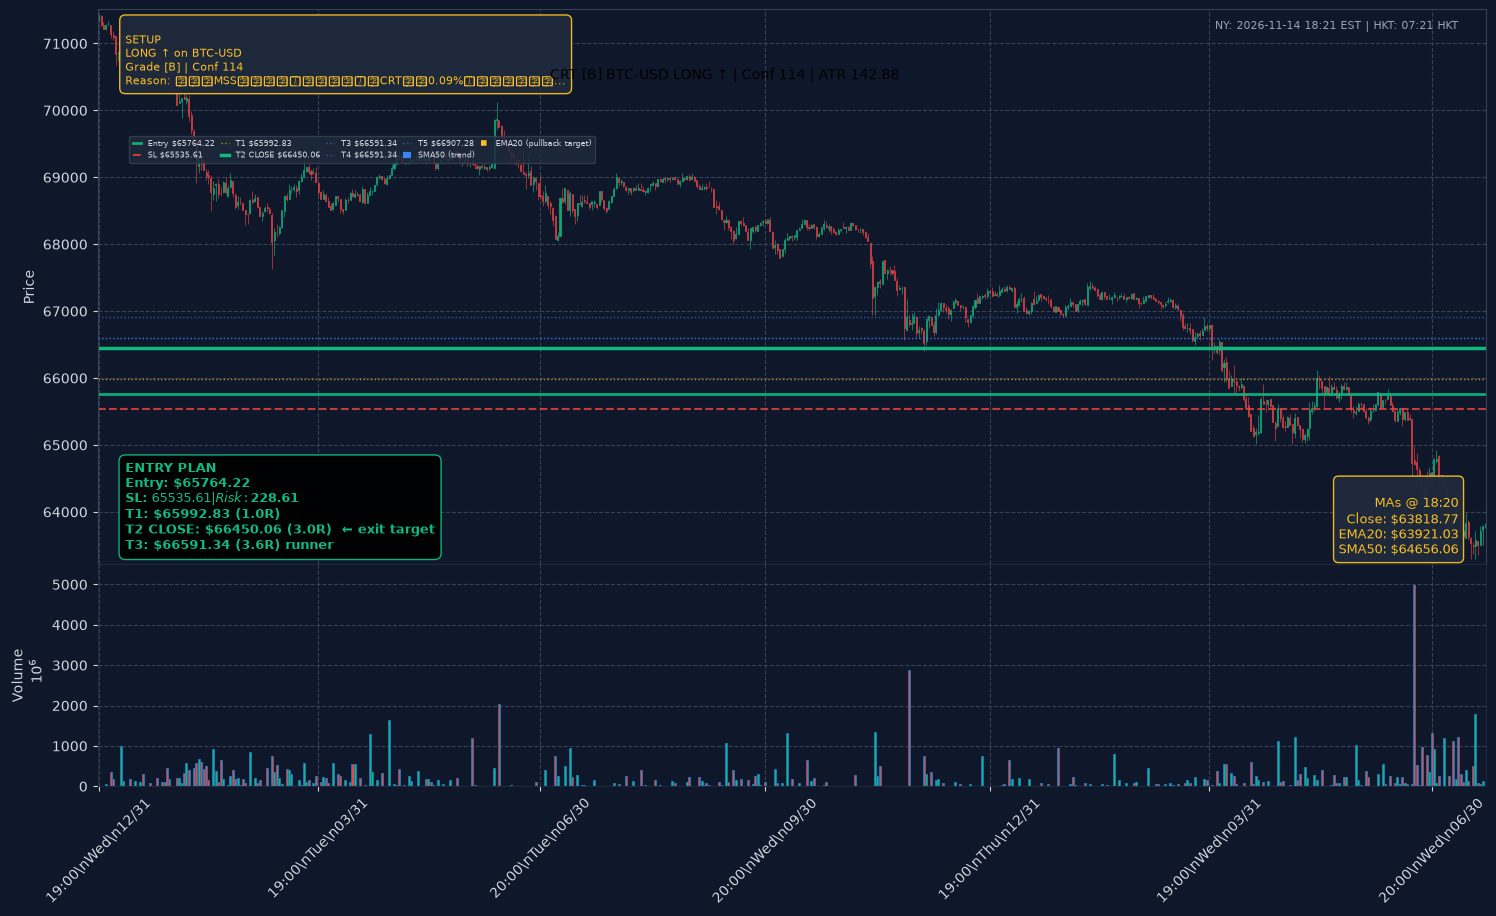 NY: 2026-11-14 18:21 EST | HKT: 07:21 HKT
SETUP
LONG ↑ on BTC-USD
Grade [B] | Conf 114
Reason: MSS CRT 0.09% ...
CRT [B] BTC-USD LONG ↑ | Conf 114 | ATR 142.88
Entry $65764.22
SL $65535.61
T1 $65992.83
T2 CLOSE $66450.06
T3 $66591.34
T4 $66591.34
T5 $66907.28
SMA50 (trend)
EMA20 (pullback target)
Price
71000
70000
69000
68000
67000
66000
65000
64000
ENTRY PLAN
Entry: $65764.22
SL: 65535.61|Risk:228.61
T1: $65992.83 (1.0R)
T2 CLOSE: $66450.06 (3.0R) ← exit target
T3: $66591.34 (3.6R) runner
MAs @ 18:20
Close: $63818.77
EMA20: $63921.03
SMA50: $64656.06
Volume
10⁶
5000
4000
3000
2000
1000
0
19:00\nWed\n12/31
19:00\nTue\n03/31
20:00\nTue\n06/30
20:00\nWed\n09/30
19:00\nThu\n12/31
19:00\nWed\n03/31
20:00\nWed\n06/30